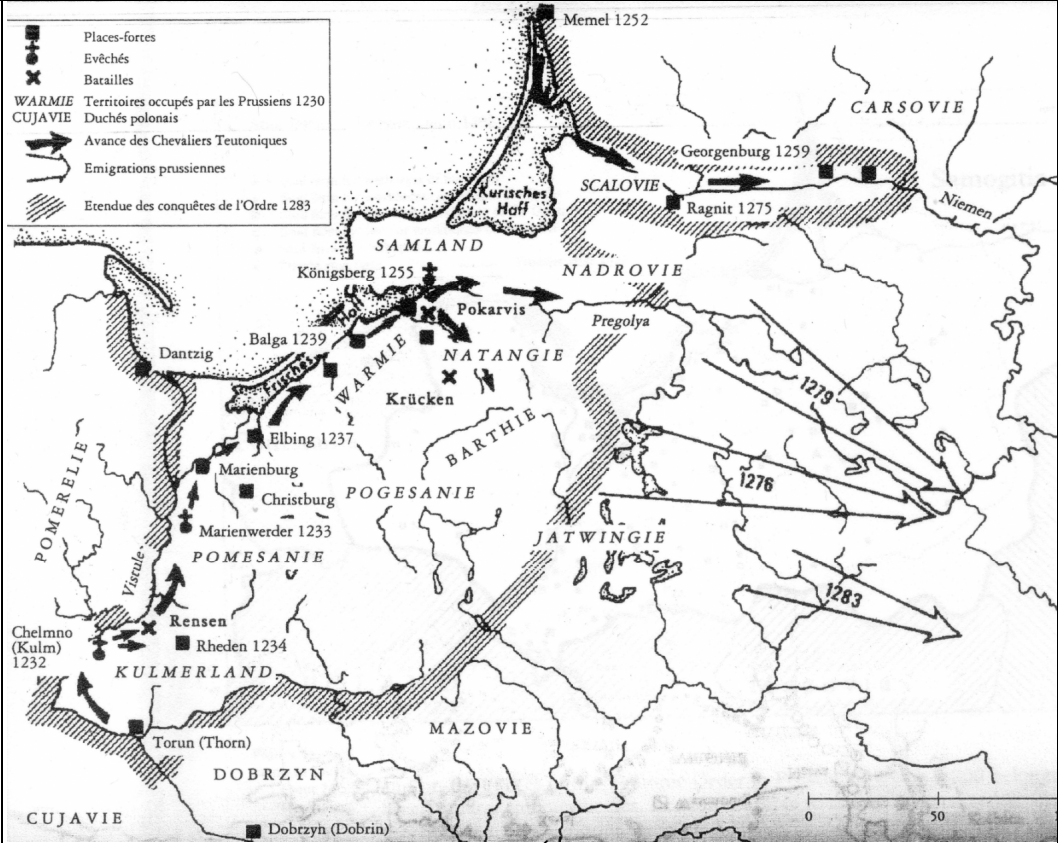 Places-fortes
Evêchés
Batailles
WARMIE Territoires occupés par les Prussiens 1230
CUJAVIE Duchés polonais
Avance des Chevaliers Teutoniques
Emigrations prussiennes
Etendue des conquêtes de l'Ordre 1283
Memel 1252
CARSOVIE
Georgenburg 1259
SCALOVIE
Ragnit 1275
Niemen
Kurisches
Haff
SAMLAND
Königsberg 1255
NADROVIE
Pokarvis
Pregolya
Haff
Balga 1239
Dantzig
Frisches
WARMIE
NATANGIE
Krücken
1279
Elbing 1237
BARTHIE
Marienburg
Christburg
POGESANIE
1276
POMERELIE
Marienwerder 1233
JATWINGIE
Vistule
POMESANIE
1283
Rensen
Chelmno
(Kulm)
1232
Rheden 1234
KULMERLAND
MAZOVIE
Torun (Thorn)
DOBRZYN
CUJAVIE
Dobrzyn (Dobrin)
0 50